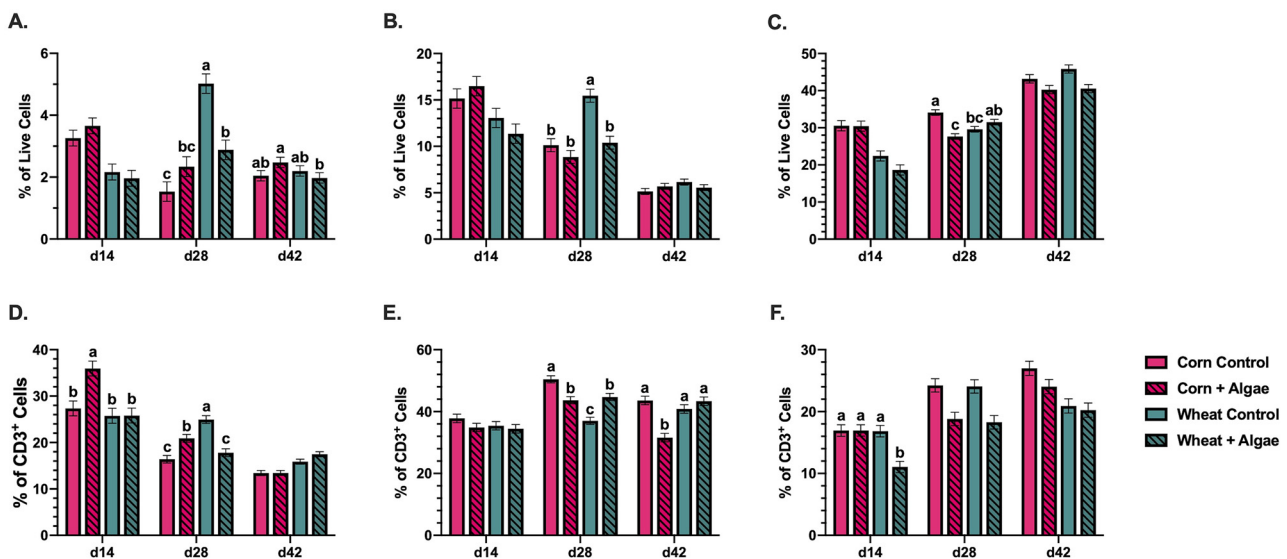 A.
6
4
2
0
% of Live Cells
a
bc
b
c
ab
a
ab
b
d14
d28
d42
B.
20
15
10
5
0
% of Live Cells
b
b
a
b
d14
d28
d42
C.
50
40
30
20
10
0
% of Live Cells
a
c
bc
ab
d14
d28
d42
D.
40
30
20
10
0
% of CD3+ Cells
b
a
b
b
c
b
a
c
d14
d28
d42
E.
60
40
20
0
% of CD3+ Cells
a
b
c
b
a
b
a
a
d14
d28
d42
F.
30
20
10
0
% of CD3+ Cells
a
a
a
b
d14
d28
d42
Corn Control
Corn + Algae
Wheat Control
Wheat + Algae